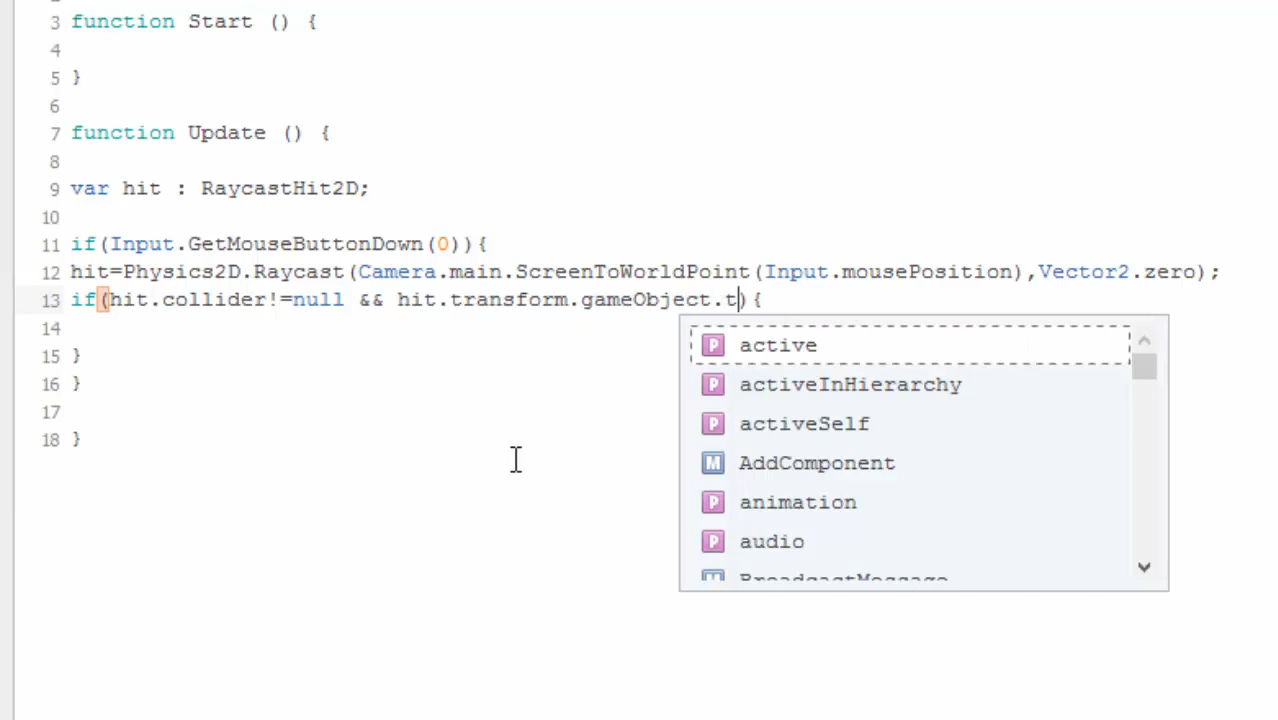 3 function Start () {
4
5 }
6
7 function Update () {
8
9 var hit : RaycastHit2D;
10
11 if(Input.GetMouseButtonDown(0)){
12 hit=Physics2D.Raycast(Camera.main.ScreenToWorldPoint(Input.mousePosition),Vector2.zero);
13 if(hit.collider!=null && hit.transform.gameObject.t){
14
P active
15 }
P activeInHierarchy
16 }
17
P activeSelf
18 }
M AddComponent
P animation
P audio
M BroadcastMessage